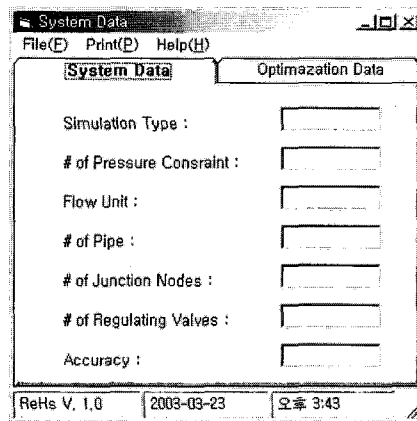 System Data
File(F) Print(P) Help(H)
System Data Optimazation Data
Simulation Type :
# of Pressure Consraint :
Flow Unit :
# of Pipe :
# of Junction Nodes :
# of Regulating Valves :
Accuracy :
ReHs V. 1.0 2003-03-23 오후 3:43